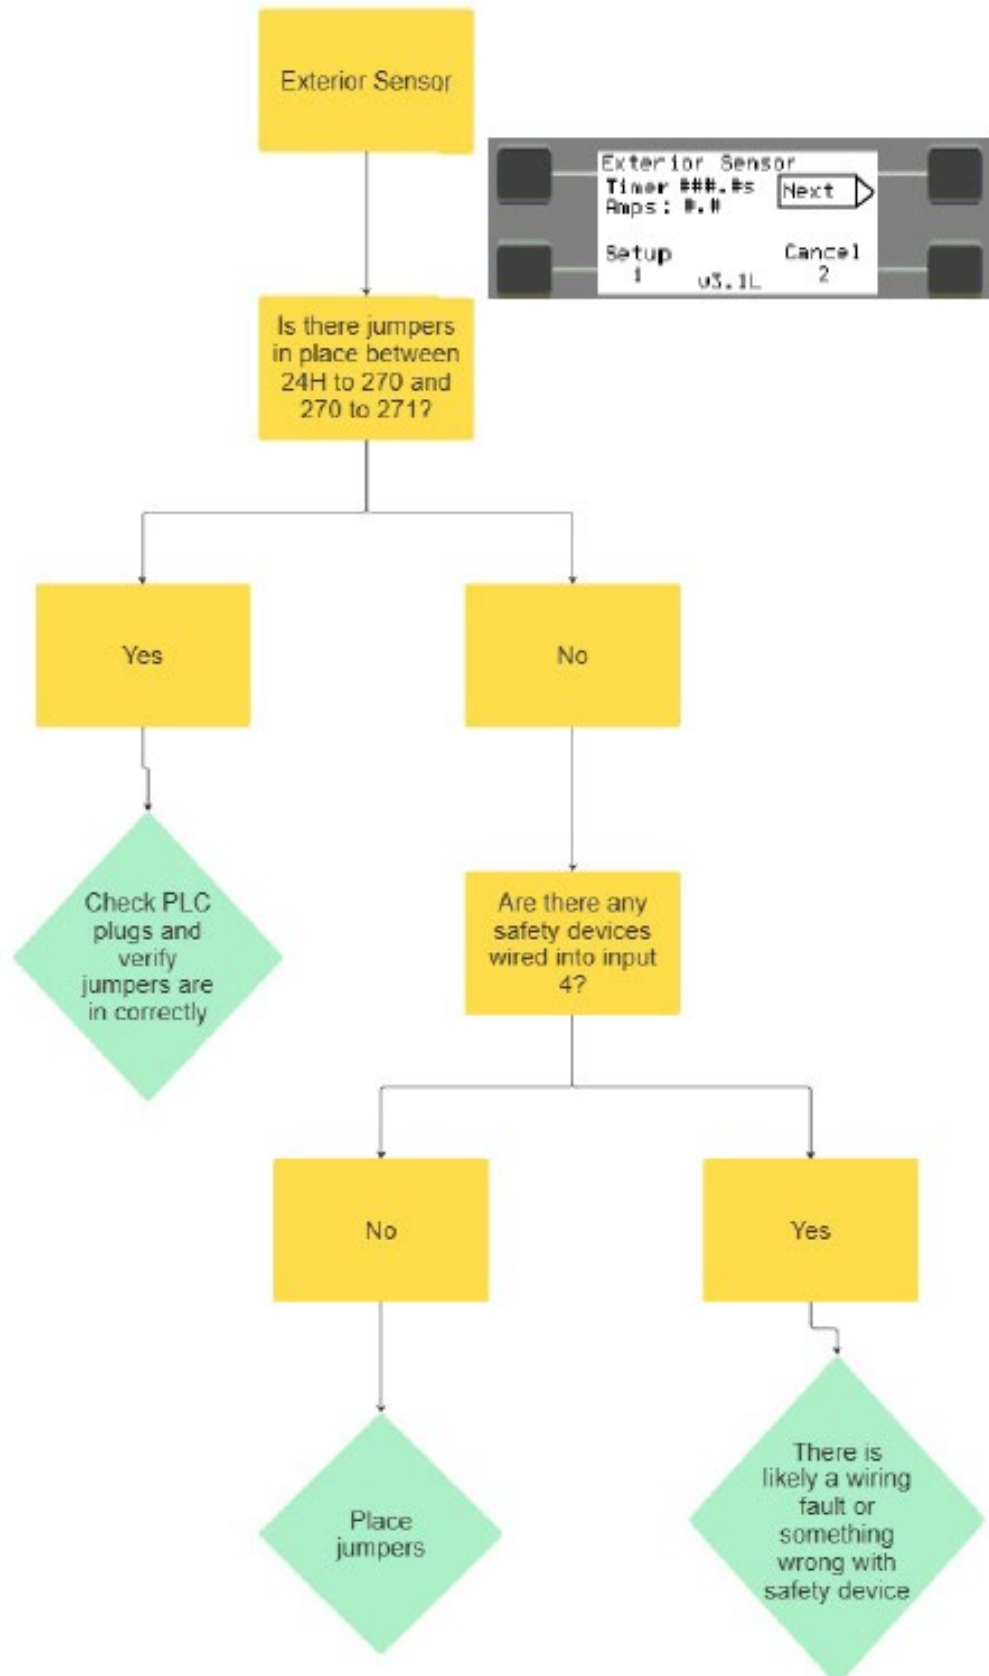 Exterior Sensor
Exterior Sensor
Timer ###.#s
Next
Amps: #.#
Setup
Cancel
1
2
v3.1L
Is there jumpers
in place between
24H to 270 and
270 to 271?
Yes
No
Check PLC
plugs and
verify
jumpers are
in correctly
Are there any
safety devices
wired into input
4?
No
Yes
Place
jumpers
There is
likely a wiring
fault or
something
wrong with
safety device